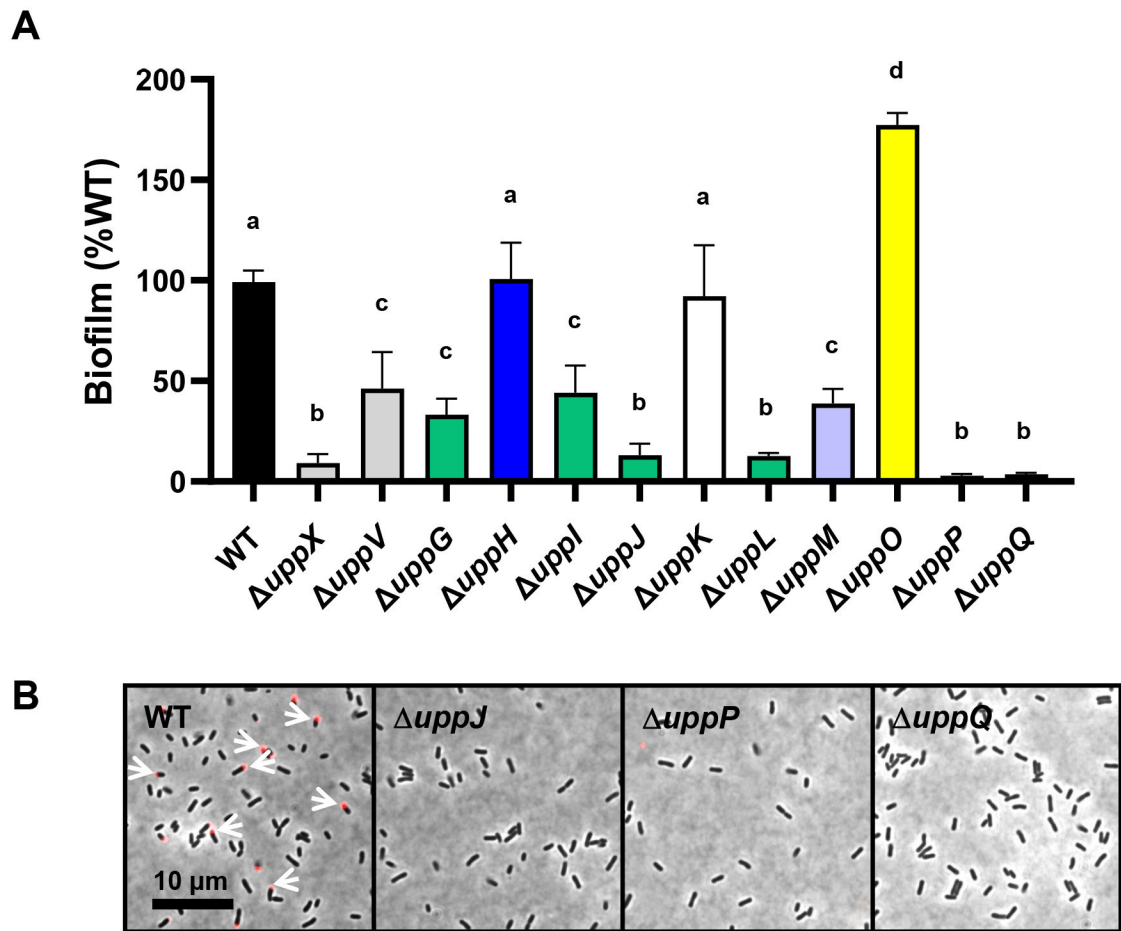 A
200
150
100
50
0
Biofilm (%WT)
a
b
c
c
a
c
b
a
b
c
d
b
b
WT
ΔuppX
ΔuppV
ΔuppG
ΔuppH
ΔuppI
ΔuppJ
ΔuppK
ΔuppL
ΔuppM
ΔuppO
ΔuppP
ΔuppQ
B
WT
ΔuppJ
ΔuppP
ΔuppQ
10 µm